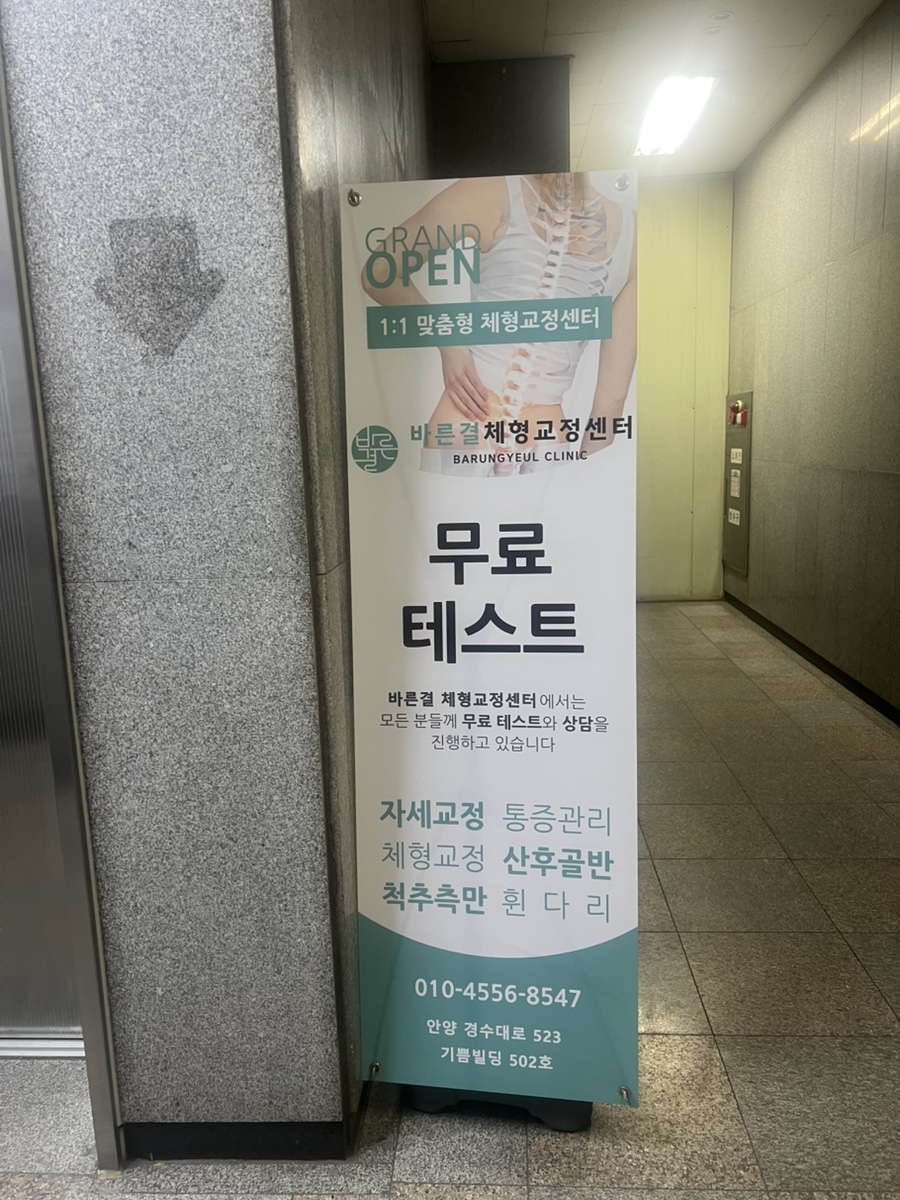 GRAND
OPEN
1:1 맞춤형 체형교정센터
바른결
바른결체형교정센터
BARUNGYEUL CLINIC
무료
테스트
바른결 체형교정센터에서는
모든 분들께 무료 테스트와 상담을
진행하고 있습니다
자세교정 통증관리
체형교정 산후골반
척추측만 휜 다 리
010-4556-8547
안양 경수대로 523
기쁨빌딩 502호